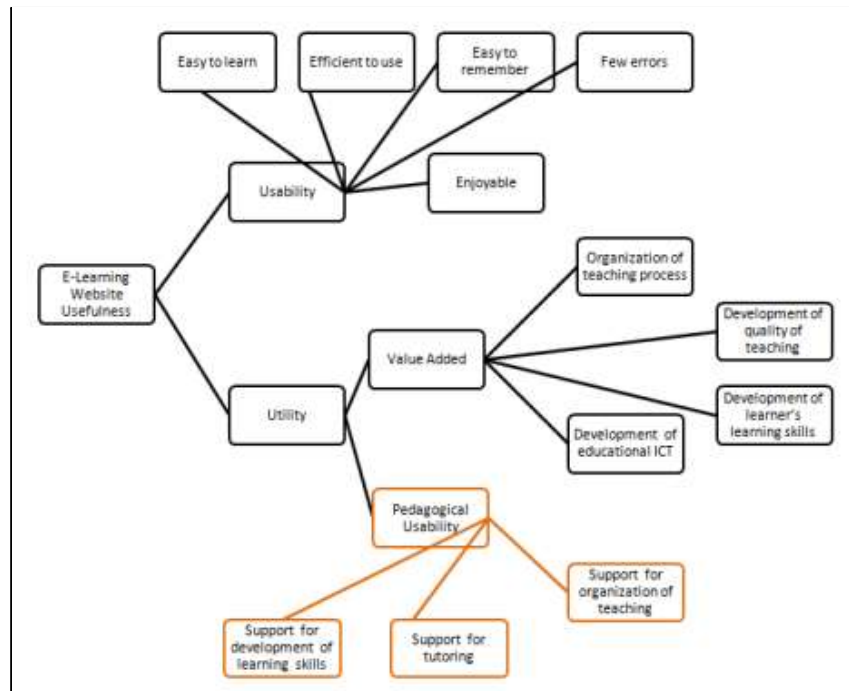 Easy to learn
Efficient to use
Easy to
remember
Few errors
Usability
Enjoyable
E-Learning
Website
Usefulness
Organization of
teaching process
Value Added
Development of
quality of
teaching
Utility
Development of
learner's
learning skills
Development of
educational ICT
Pedagogical
Usability
Support for
organization of
teaching
Support for
development of
learning skills
Support for
tutoring